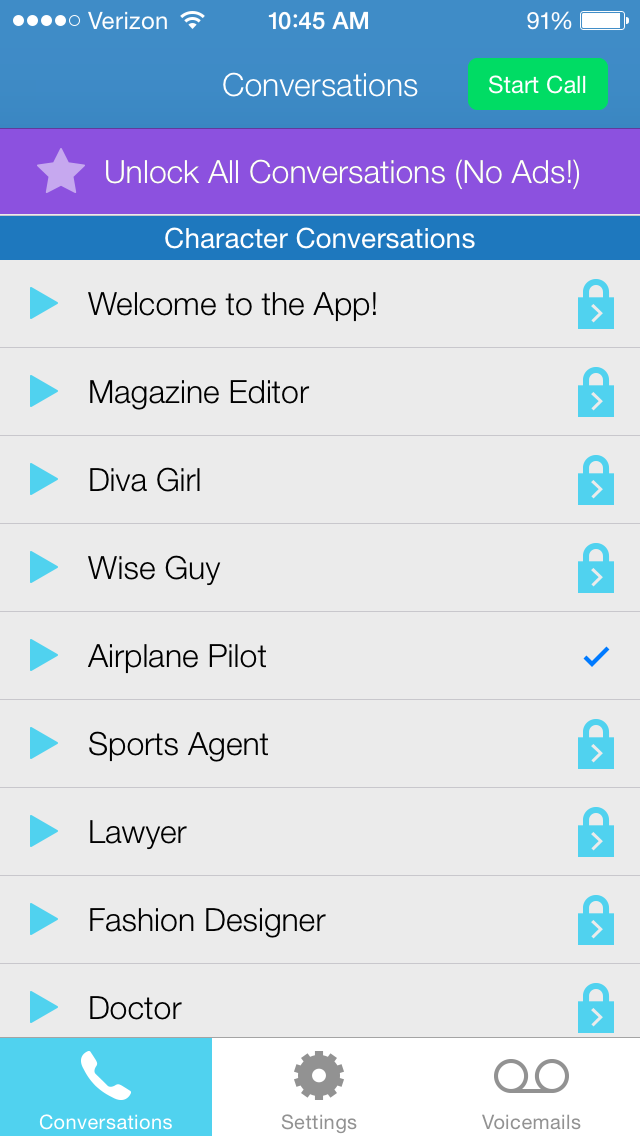 Verizon 10:45 AM 91%
Conversations Start Call
Unlock All Conversations (No Ads!)
Character Conversations
Welcome to the App!
Magazine Editor
Diva Girl
Wise Guy
Airplane Pilot
Sports Agent
Lawyer
Fashion Designer
Doctor
Conversations Settings Voicemails